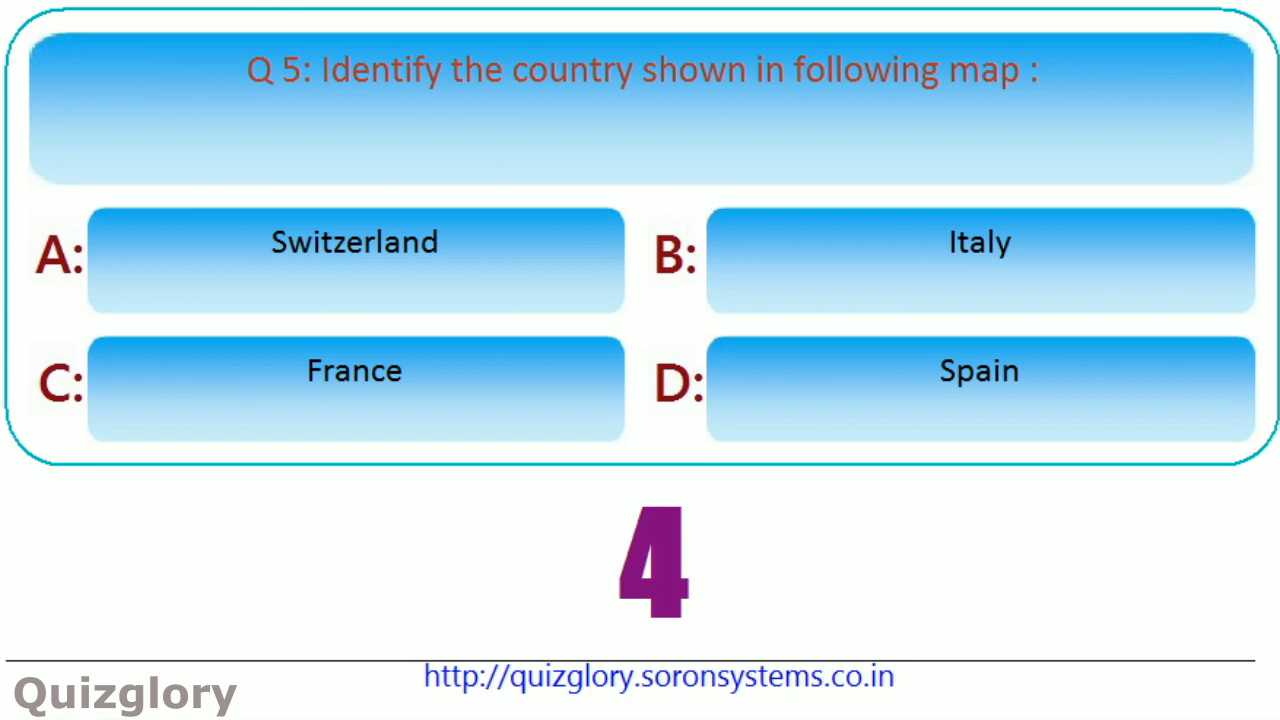 Q 5: Identify the country shown in following map :
A: Switzerland
B: Italy
C: France
D: Spain
4
http://quizglory.soronsystems.co.in
Quizglory